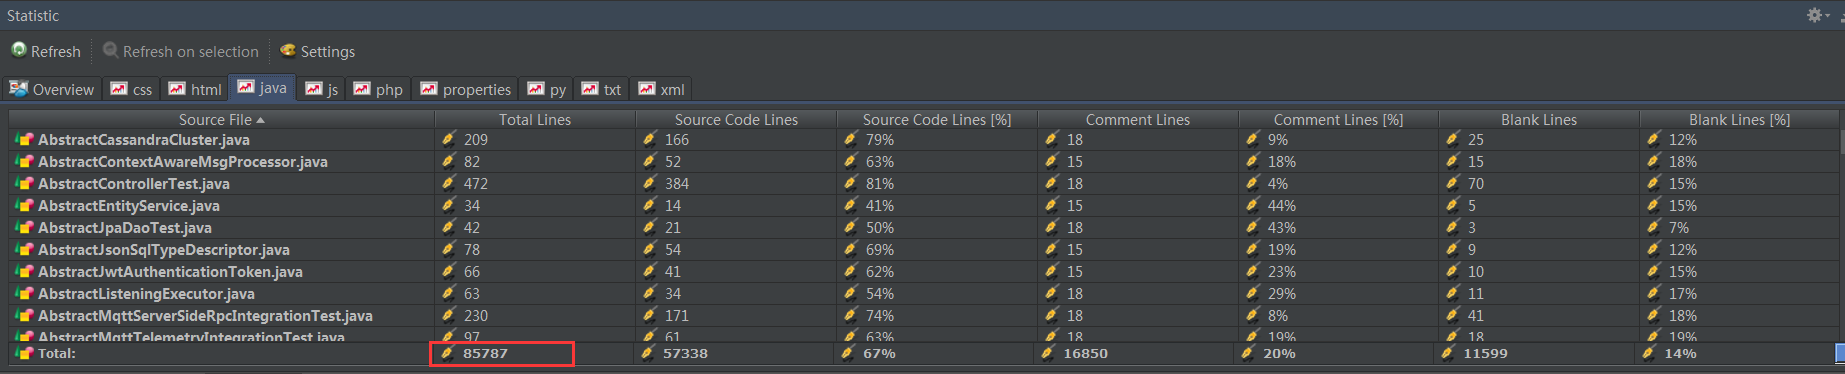 Statistic
Refresh Refresh on selection Settings
Overview css html java js php properties py txt xml
Source File Total Lines Source Code Lines Source Code Lines [%] Comment Lines Comment Lines [%] Blank Lines Blank Lines [%]
AbstractCassandraCluster.java 209 166 79% 18 9% 25 12%
AbstractContextAwareMsgProcessor.java 82 52 63% 15 18% 15 18%
AbstractControllerTest.java 472 384 81% 18 4% 70 15%
AbstractEntityService.java 34 14 41% 15 44% 5 15%
AbstractJpaDaoTest.java 42 21 50% 18 43% 3 7%
AbstractJsonSqlTypeDescriptor.java 78 54 69% 15 19% 9 12%
AbstractJwtAuthenticationToken.java 66 41 62% 15 23% 10 15%
AbstractListeningExecutor.java 63 34 54% 18 29% 11 17%
AbstractMqttServerSideRpcIntegrationTest.java 230 171 74% 18 8% 41 18%
AbstractMqttTelemetryIntegrationTest.java 97 61 63% 18 19% 18 19%
Total: 85787 57338 67% 16850 20% 11599 14%